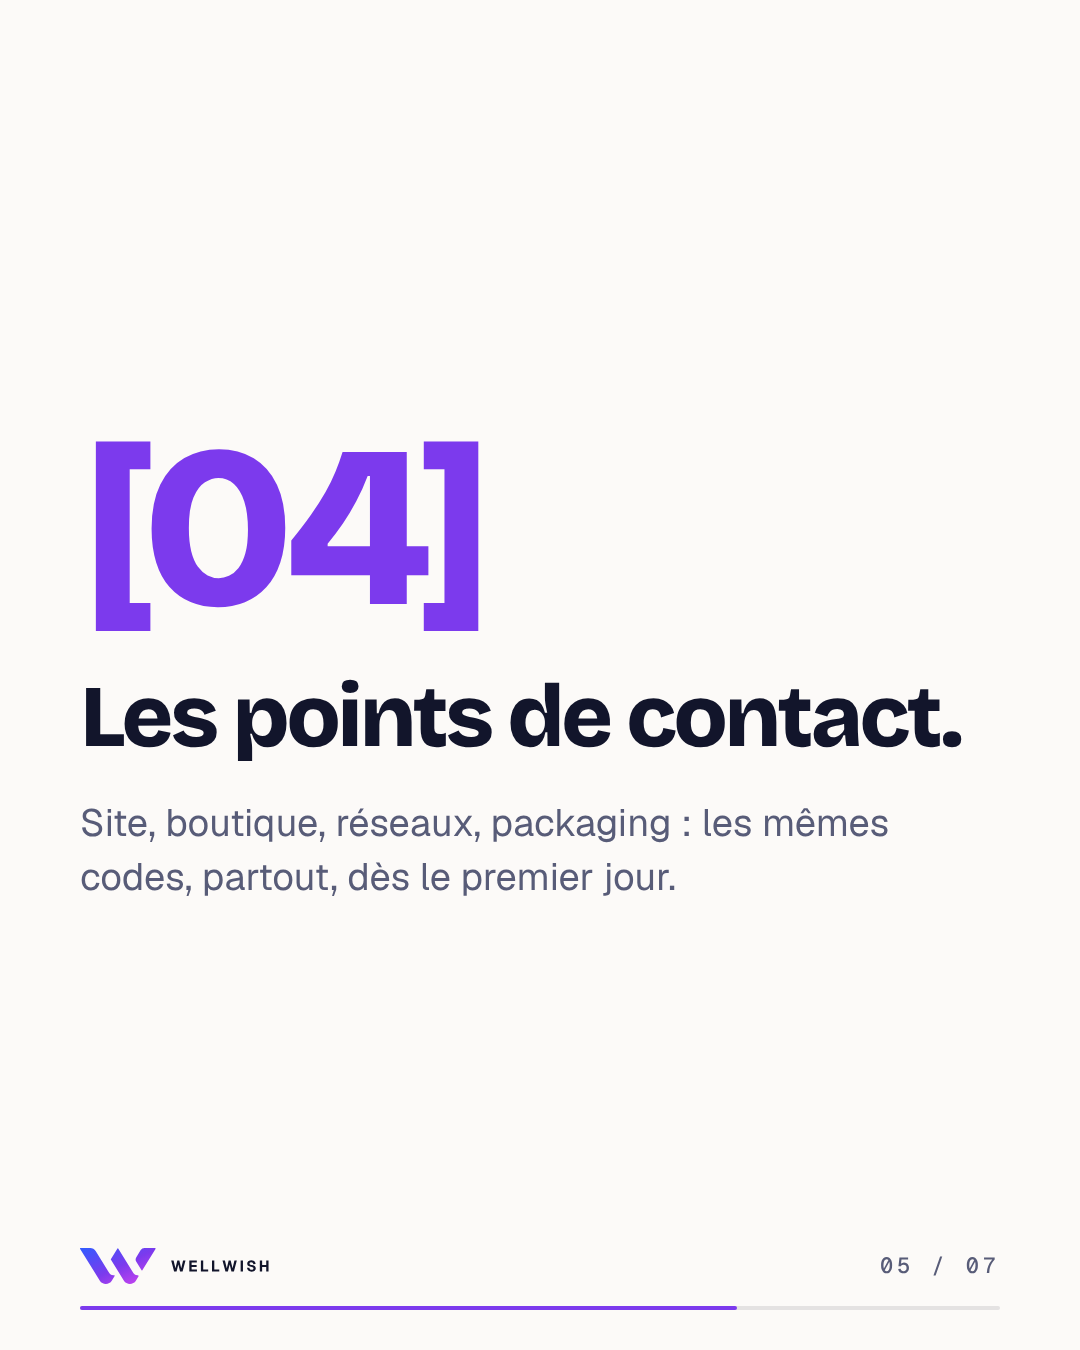 [04]
Les points de contact.
Site, boutique, réseaux, packaging : les mêmes
codes, partout, dès le premier jour.
WELLWISH
05 / 07